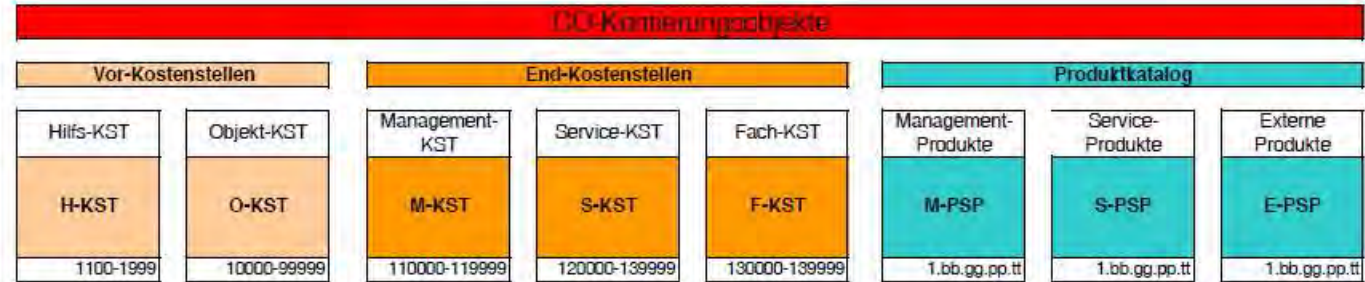 CO-Kontierungsobjekte
Vor-Kostenstellen
End-Kostenstellen
Produktkatalog
Hilfs-KST
Objekt-KST
Management-
KST
Service-KST
Fach-KST
Management-
Produkte
Service-
Produkte
Externe
Produkte
H-KST
O-KST
M-KST
S-KST
F-KST
M-PSP
S-PSP
E-PSP
1100-1999
10000-99999
110000-119999
120000-139999
130000-139999
1.bb.gg.pp.tt
1.bb.gg.pp.tt
1.bb.gg.pp.tt